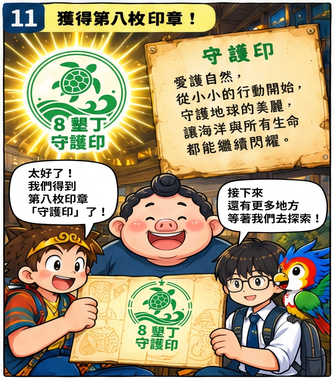 11
獲得第八枚印章！
8 墾丁
守護印
守護印
愛護自然，
從小小的行動開始，
守護地球的美麗，
讓海洋與所有生命
都能繼續閃耀。
太好了！
我們得到
第八枚印章
「守護印」了！
接下來
還有更多地方
等著我們去探索！
8 墾丁
守護印